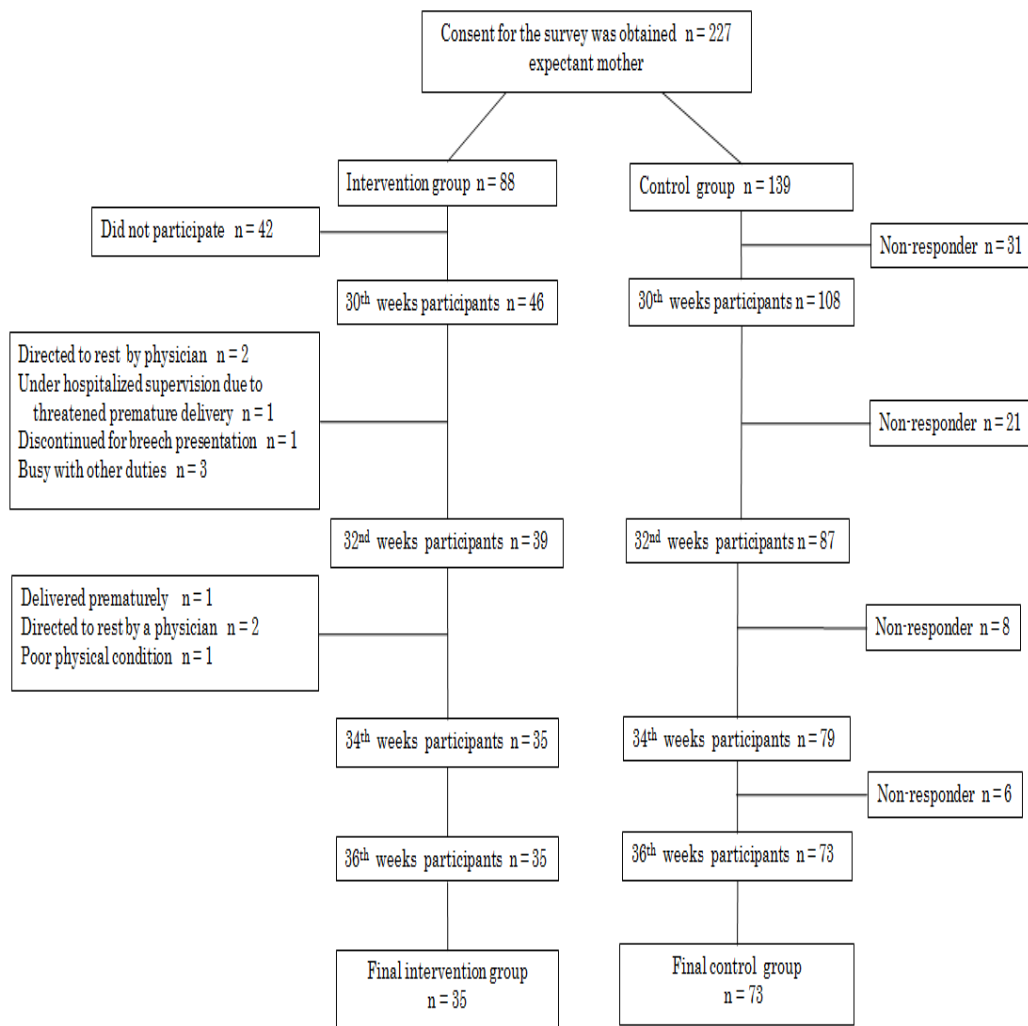 Consent for the survey was obtained n = 227
expectant mother
Intervention group n = 88
Control group n = 139
Did not participate n = 42
Non-responder n = 31
30th weeks participants n = 46
30th weeks participants n = 108
Directed to rest by physician n = 2
Under hospitalized supervision due to
threatened premature delivery n = 1
Discontinued for breech presentation n = 1
Busy with other duties n = 3
Non-responder n = 21
32nd weeks participants n = 39
32nd weeks participants n = 87
Delivered prematurely n = 1
Directed to rest by a physician n = 2
Poor physical condition n = 1
Non-responder n = 8
34th weeks participants n = 35
34th weeks participants n = 79
Non-responder n = 6
36th weeks participants n = 35
36th weeks participants n = 73
Final intervention group
n = 35
Final control group
n = 73